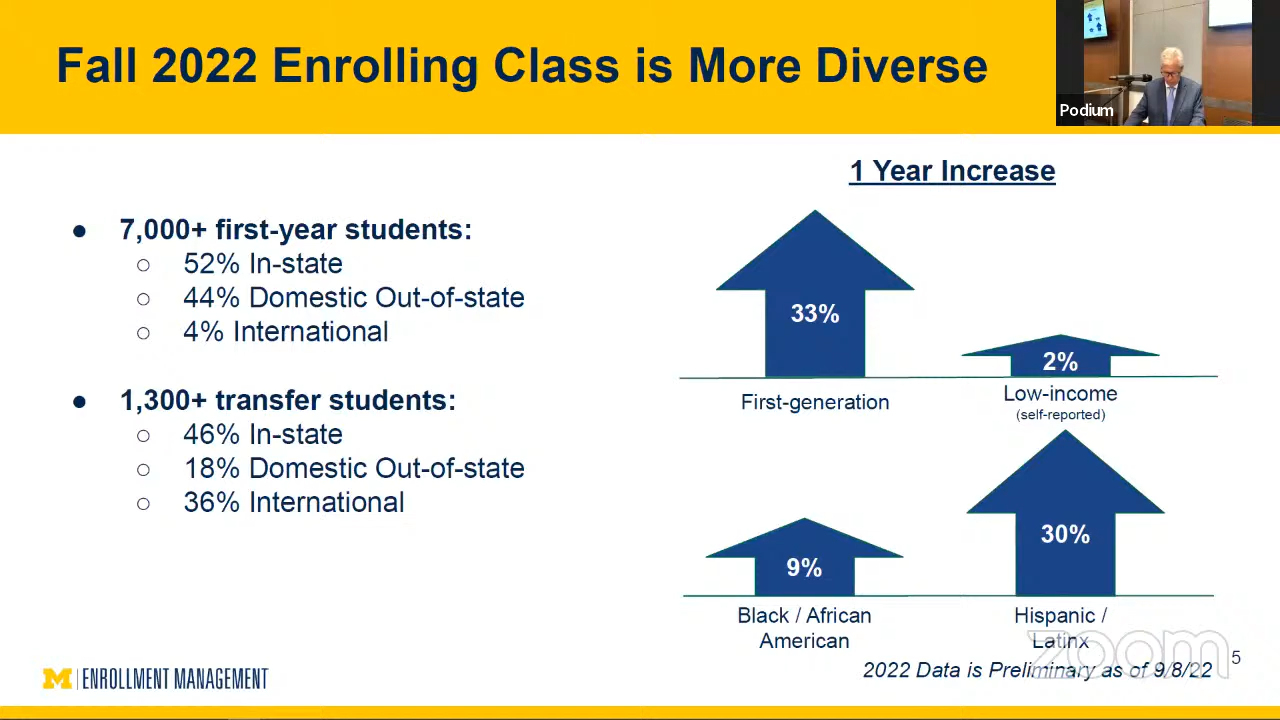 Fall 2022 Enrolling Class is More Diverse
Podium
1 Year Increase
● 7,000+ first-year students:
○ 52% In-state
○ 44% Domestic Out-of-state
○ 4% International
● 1,300+ transfer students:
○ 46% In-state
○ 18% Domestic Out-of-state
○ 36% International
33%
First-generation
2%
Low-income
(self-reported)
9%
Black / African
American
30%
Hispanic /
Latinx
zoom
2022 Data is Preliminary as of 9/8/22
5
M | ENROLLMENT MANAGEMENT